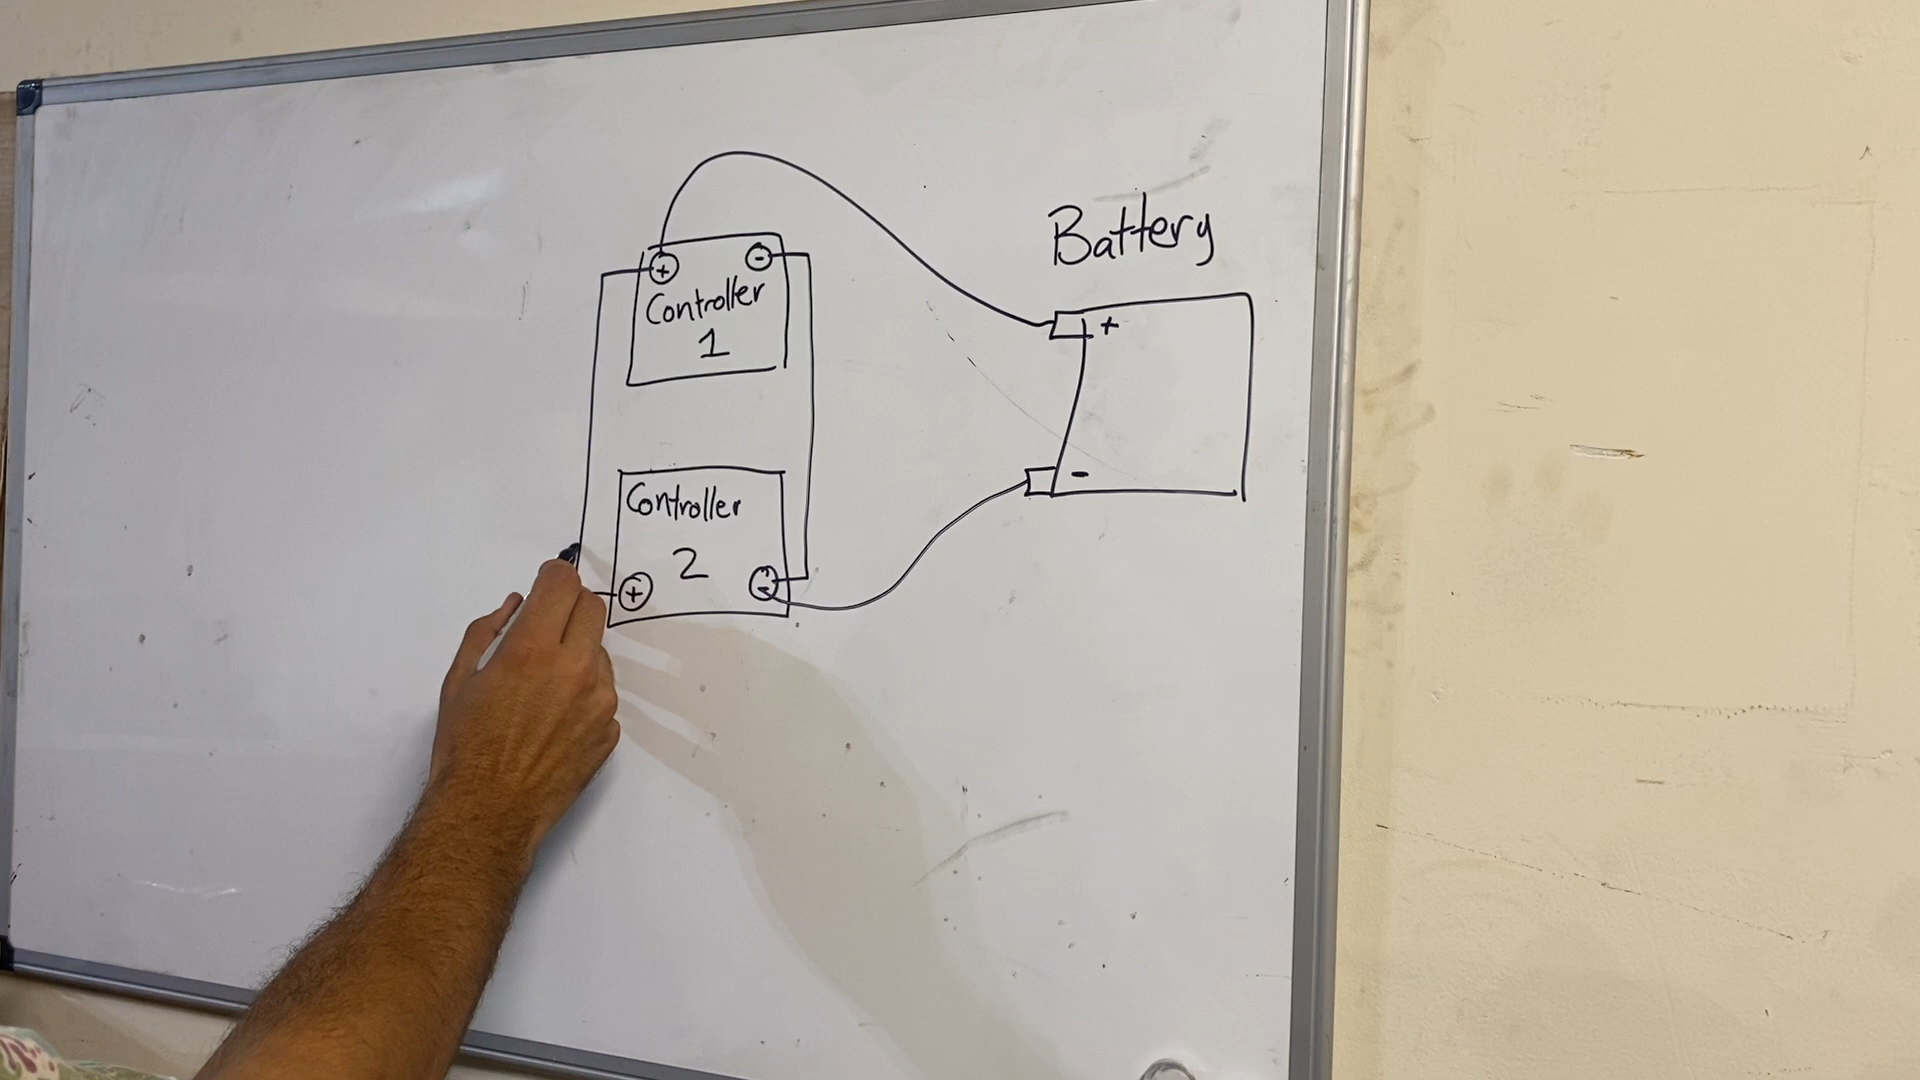 Battery
+ -
Controller
1
+
Controller
2
-
+ -